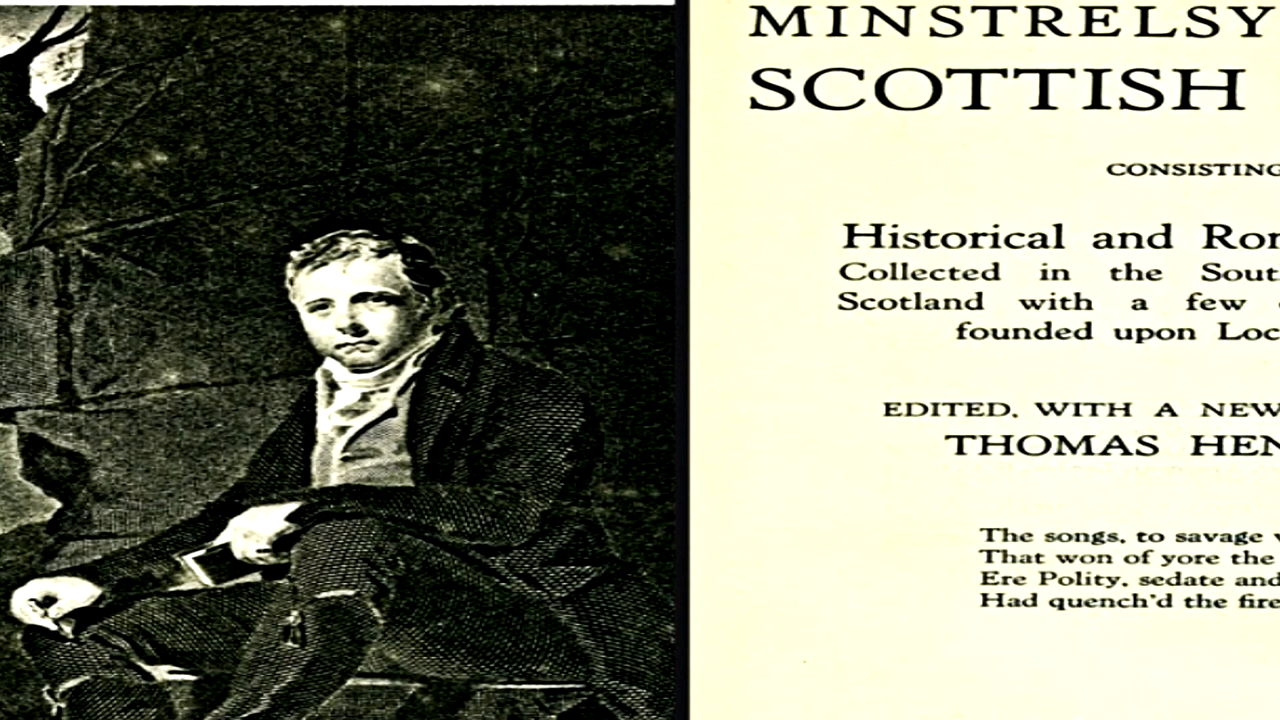 MINSTRELSY
SCOTTISH
CONSISTING
Historical and Ror
Collected in the Sout
Scotland with a few
founded upon Loc
EDITED, WITH A NEW
THOMAS HEN
The songs, to savage v
That won of yore the
Ere Polity, sedate and
Had quench'd the fire